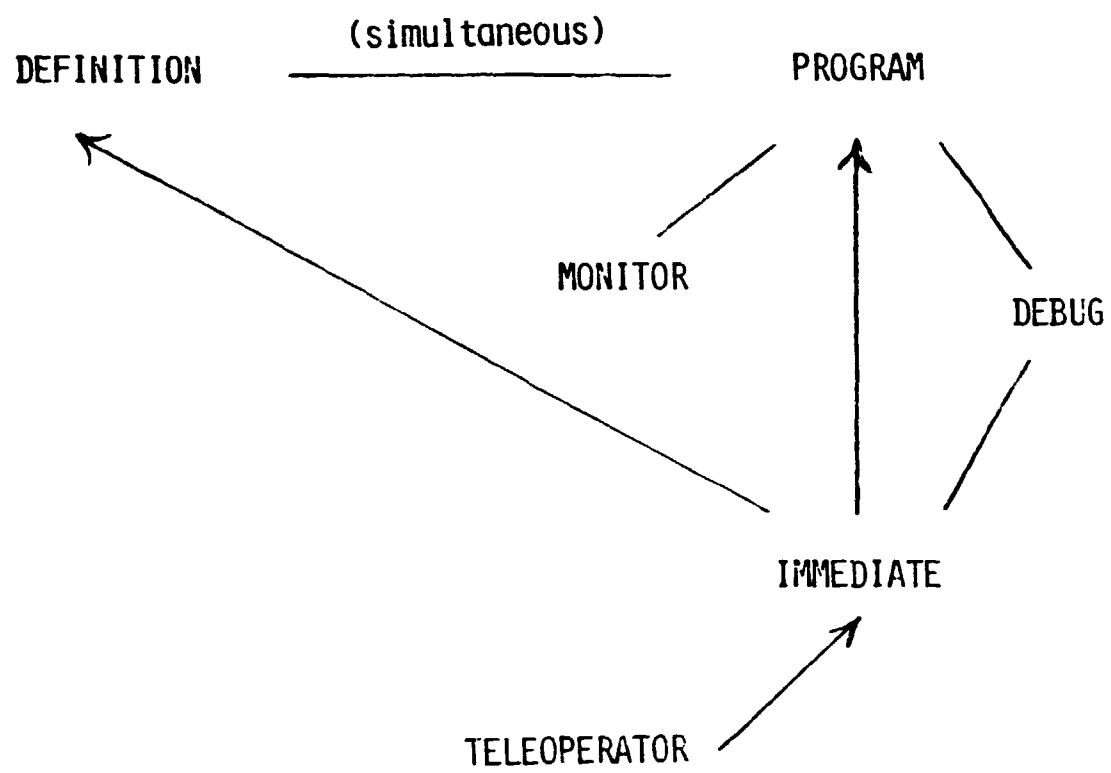 (simultaneous)
DEFINITION PROGRAM
MONITOR
DEBUG
IMMEDIATE
TELEOPERATOR